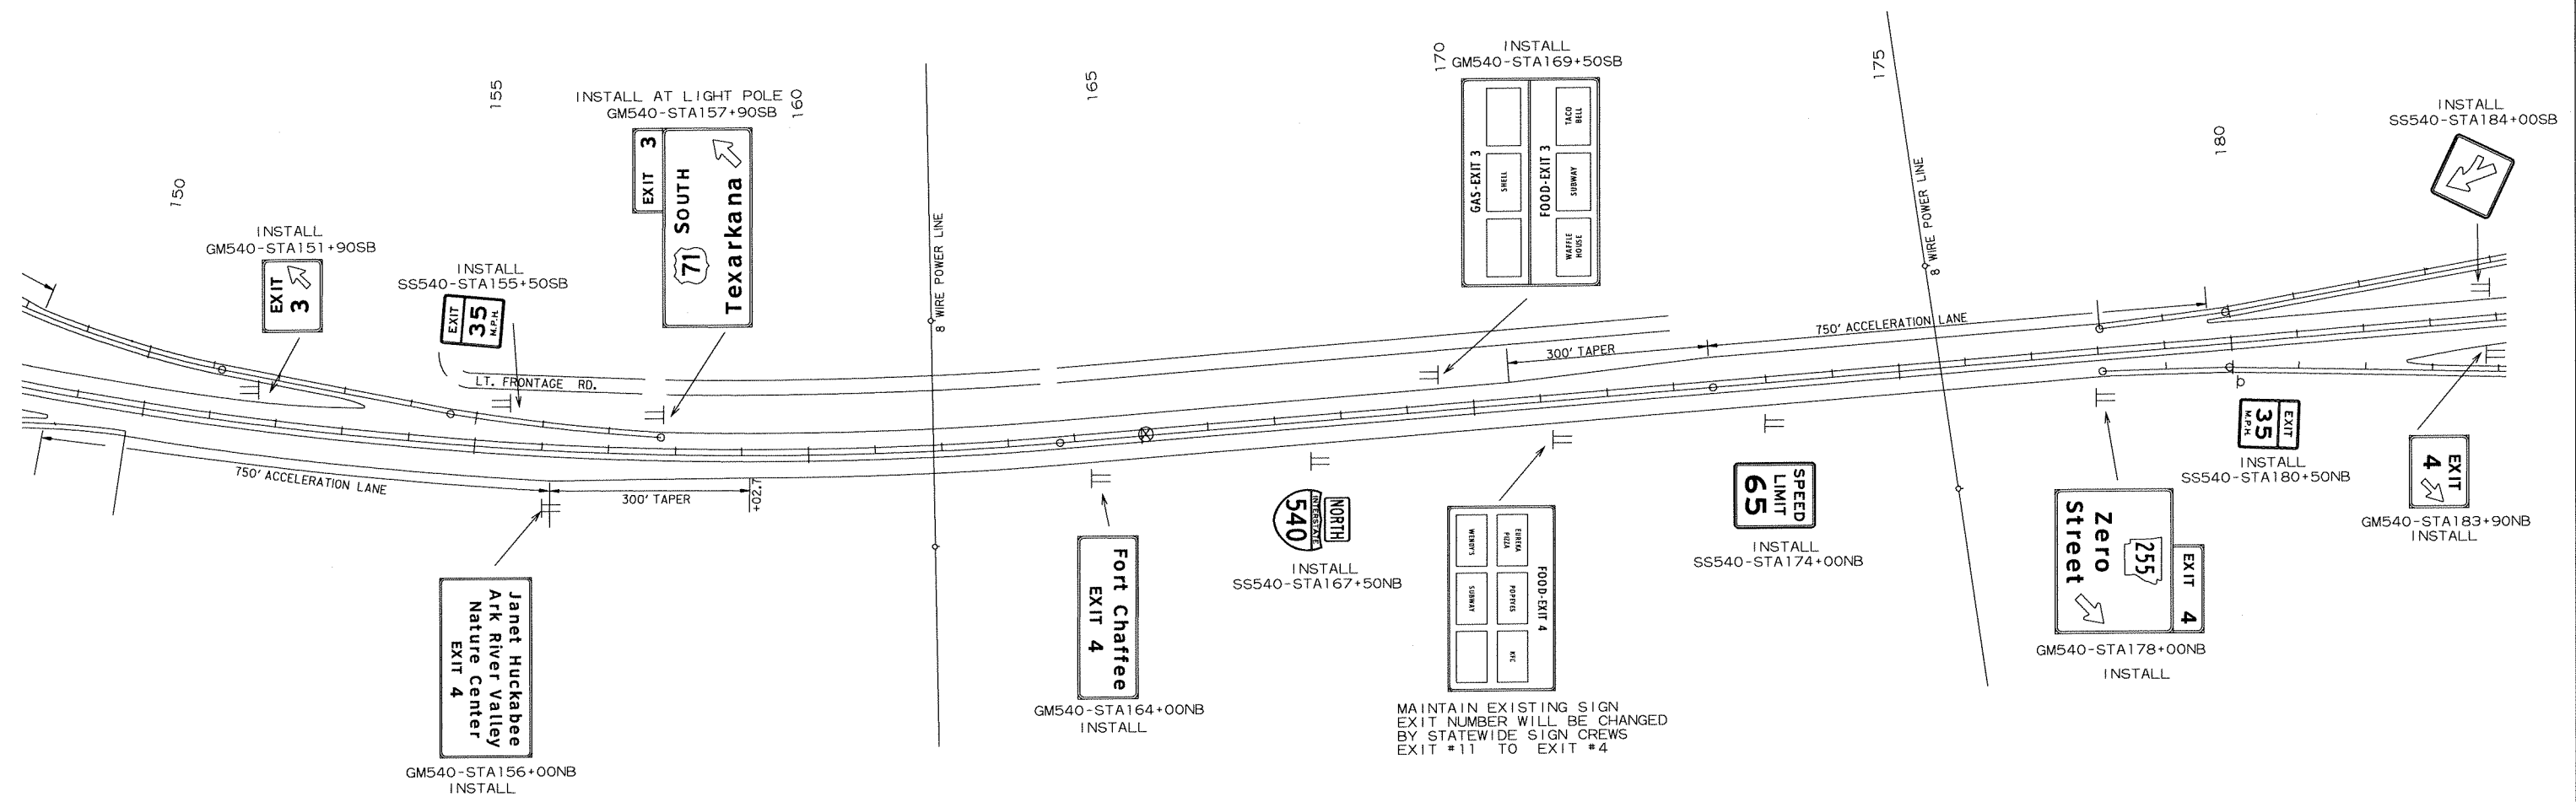 150
155
160
165
170
175
180
INSTALL
GM540-STA151+90SB
EXIT
3
INSTALL
SS540-STA155+50SB
EXIT
35
M.P.H.
INSTALL AT LIGHT POLE
GM540-STA157+90SB
EXIT 3
71 SOUTH
Texarkana
LT. FRONTAGE RD.
8 WIRE POWER LINE
INSTALL
GM540-STA169+50SB
GAS-EXIT 3
SHELL
FOOD-EXIT 3
WAFFLE
HOUSE
SUBWAY
TACO
BELL
300' TAPER
750' ACCELERATION LANE
8 WIRE POWER LINE
INSTALL
SS540-STA184+00SB
750' ACCELERATION LANE
300' TAPER
+02.7
Janet Huckabee
Ark River Valley
Nature Center
EXIT 4
GM540-STA156+00NB
INSTALL
Fort Chaffee
EXIT 4
GM540-STA164+00NB
INSTALL
NORTH
INTERSTATE
540
INSTALL
SS540-STA167+50NB
FOOD-EXIT 4
EUREKA
PIZZA
POPEYES
KFC
WENDY'S
SUBWAY
MAINTAIN EXISTING SIGN
EXIT NUMBER WILL BE CHANGED
BY STATEWIDE SIGN CREWS
EXIT #11 TO EXIT #4
SPEED
LIMIT
65
INSTALL
SS540-STA174+00NB
EXIT 4
255
Zero
Street
GM540-STA178+00NB
INSTALL
EXIT
35
M.P.H.
INSTALL
SS540-STA180+50NB
EXIT
4
GM540-STA183+90NB
INSTALL